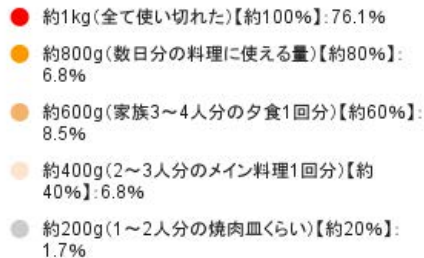 約1kg(全て使い切れた)【約100%】:76.1%
約800g(数日分の料理に使える量)【約80%】:
6.8%
約600g(家族3～4人分の夕食1回分)【約60%】:
8.5%
約400g(2～3人分のメイン料理1回分)【約
40%】:6.8%
約200g(1～2人分の焼肉皿くらい)【約20%】:
1.7%